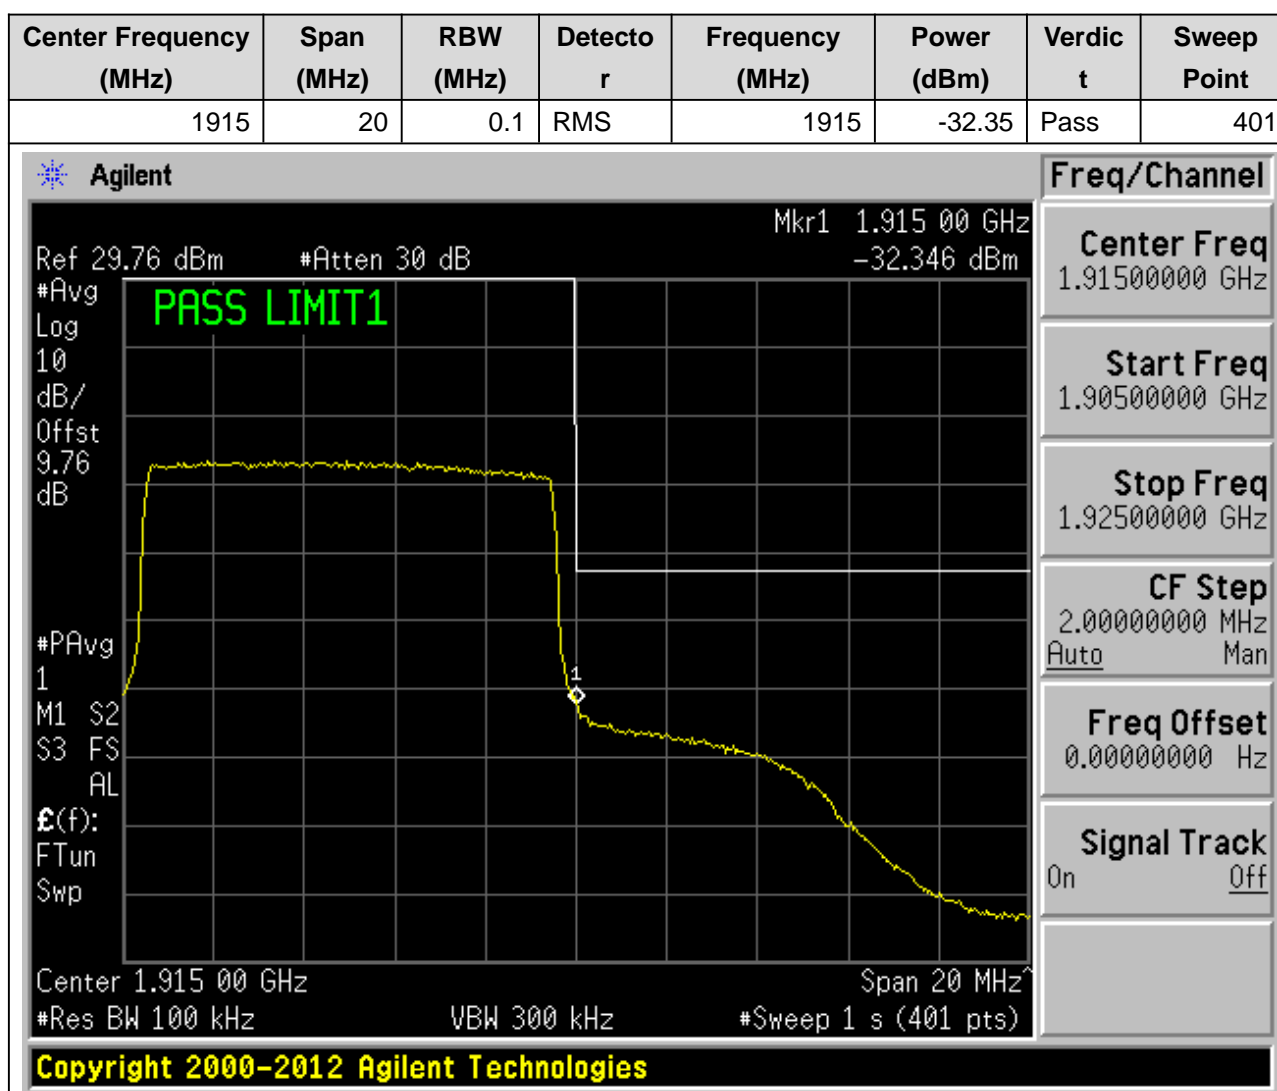 Center Frequency (MHz) Span (MHz) RBW (MHz) Detecto r Frequency (MHz) Power (dBm) Verdic t Sweep Point
1915 20 0.1 RMS 1915 -32.35 Pass 401
Agilent
Freq/Channel
Mkr1 1.915 00 GHz
Ref 29.76 dBm #Atten 30 dB -32.346 dBm
#Avg
Log
10
dB/
Offst
9.76
dB
PASS LIMIT1
#PAvg
1
M1 S2
S3 FS
AL
£(f):
FTun
Swp
1
Center 1.915 00 GHz Span 20 MHz^
#Res BW 100 kHz VBW 300 kHz #Sweep 1 s (401 pts)
Center Freq
1.91500000 GHz
Start Freq
1.90500000 GHz
Stop Freq
1.92500000 GHz
CF Step
2.00000000 MHz
Auto Man
Freq Offset
0.00000000 Hz
Signal Track
On Off
Copyright 2000-2012 Agilent Technologies